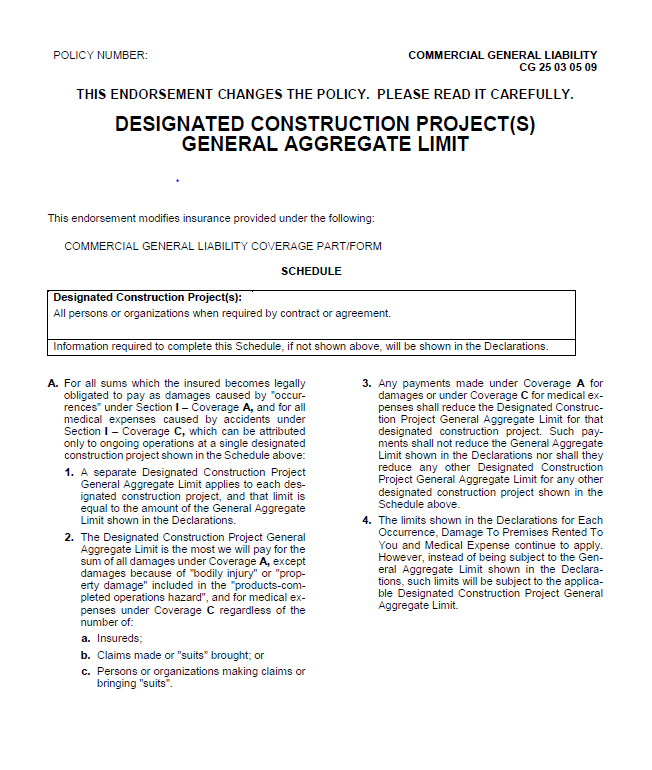 POLICY NUMBER:
COMMERCIAL GENERAL LIABILITY
CG 25 03 05 09
THIS ENDORSEMENT CHANGES THE POLICY.  PLEASE READ IT CAREFULLY.
DESIGNATED CONSTRUCTION PROJECT(S)
GENERAL AGGREGATE LIMIT
This endorsement modifies insurance provided under the following:
COMMERCIAL GENERAL LIABILITY COVERAGE PART/FORM
SCHEDULE
Designated Construction Project(s):
All persons or organizations when required by contract or agreement.
Information required to complete this Schedule, if not shown above, will be shown in the Declarations.
A. For all sums which the insured becomes legally
obligated to pay as damages caused by "occur-
rences" under Section I – Coverage A, and for all
medical expenses caused by accidents under
Section I – Coverage C, which can be attributed
only to ongoing operations at a single designated
construction project shown in the Schedule above:
1. A separate Designated Construction Project
General Aggregate Limit applies to each des-
ignated construction project, and that limit is
equal to the amount of the General Aggregate
Limit shown in the Declarations.
2. The Designated Construction Project General
Aggregate Limit is the most we will pay for the
sum of all damages under Coverage A, except
damages because of "bodily injury" or "prop-
erty damage" included in the "products-com-
pleted operations hazard", and for medical ex-
penses under Coverage C regardless of the
number of:
a. Insureds;
b. Claims made or "suits" brought; or
c. Persons or organizations making claims or
bringing "suits".
3. Any payments made under Coverage A for
damages or under Coverage C for medical ex-
penses shall reduce the Designated Construc-
tion Project General Aggregate Limit for that
designated construction project. Such pay-
ments shall not reduce the General Aggregate
Limit shown in the Declarations nor shall they
reduce any other Designated Construction
Project General Aggregate Limit for any other
designated construction project shown in the
Schedule above.
4. The limits shown in the Declarations for Each
Occurrence, Damage To Premises Rented To
You and Medical Expense continue to apply.
However, instead of being subject to the Gen-
eral Aggregate Limit shown in the Declara-
tions, such limits will be subject to the applica-
ble Designated Construction Project General
Aggregate Limit.